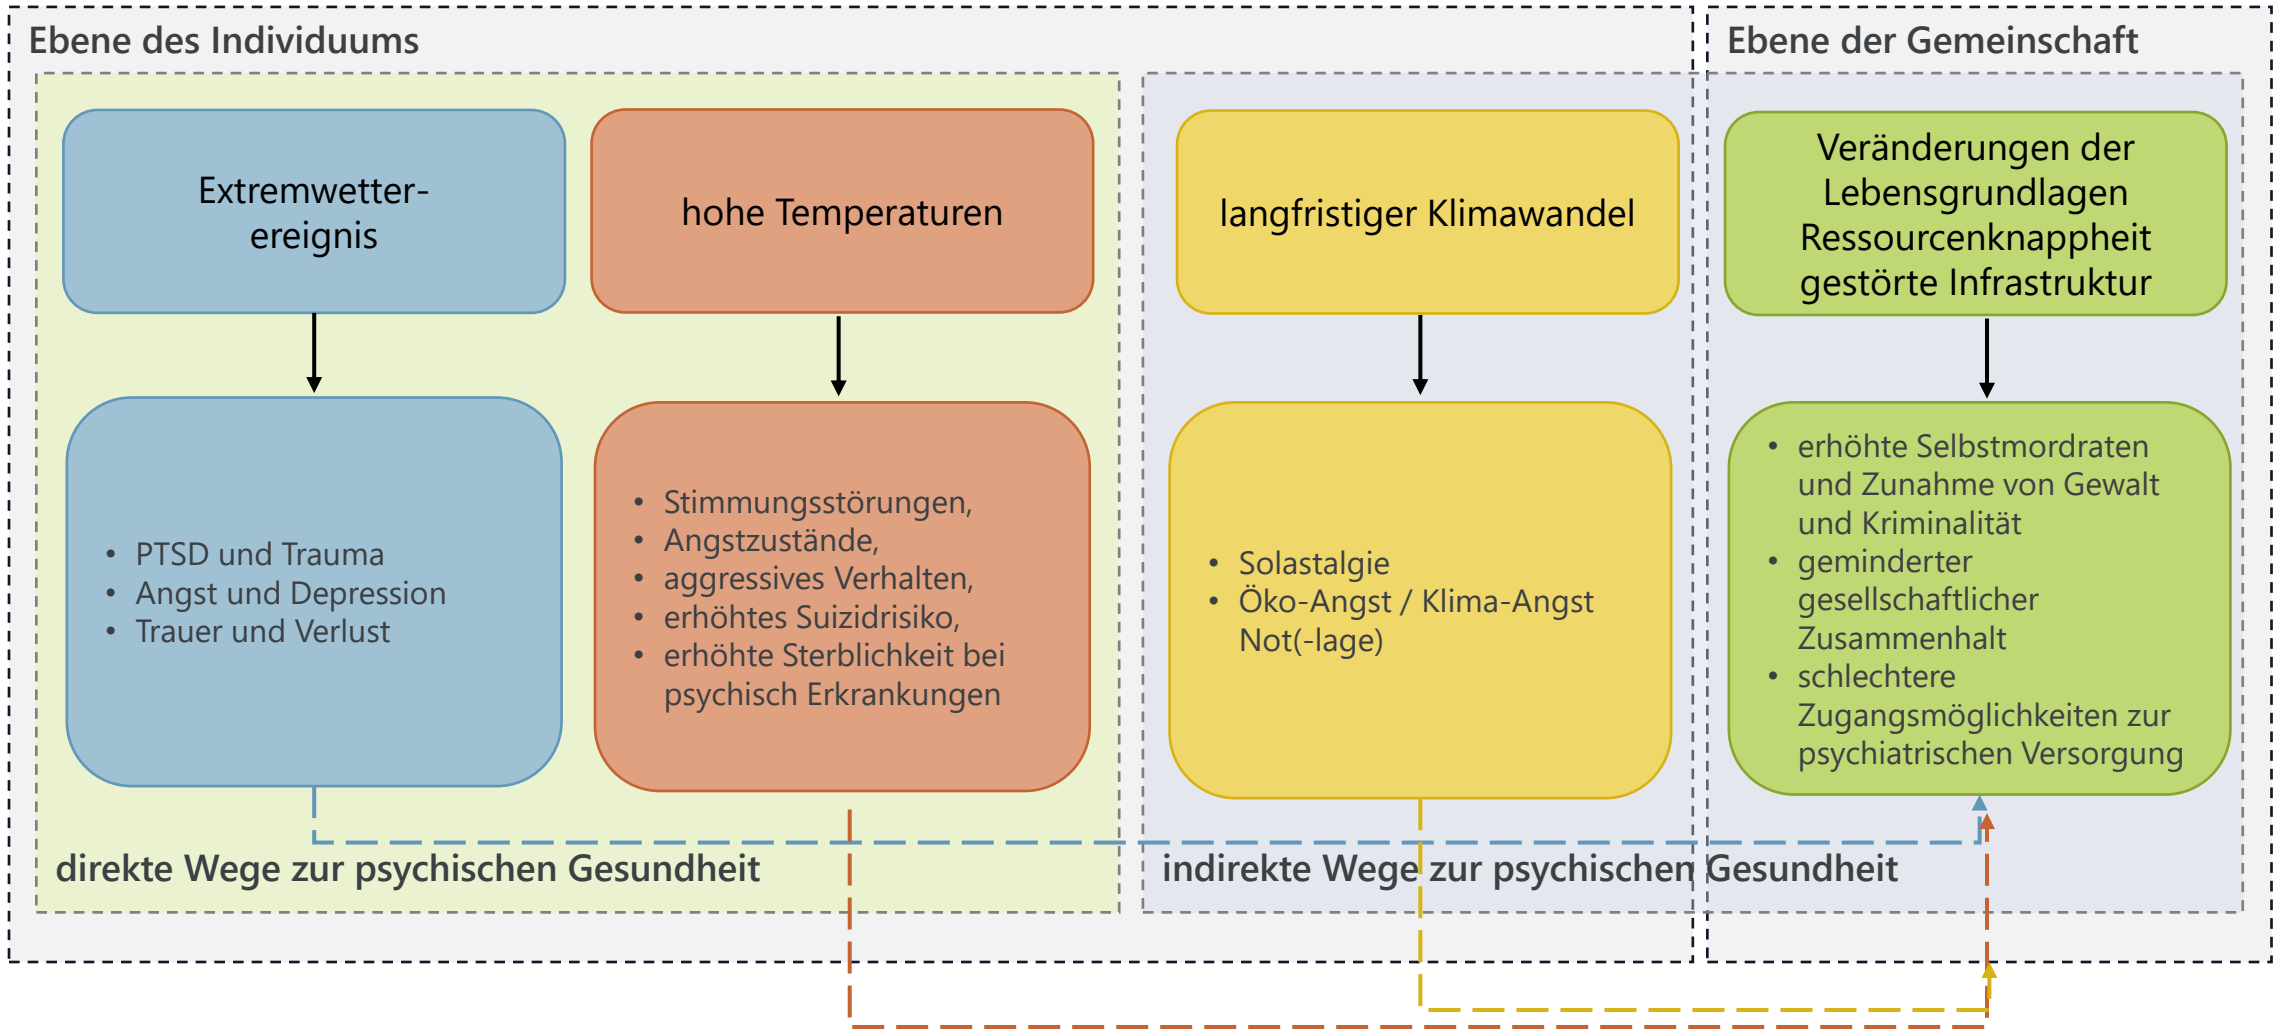 Ebene des Individuums
Ebene der Gemeinschaft
Extremwetter-
ereignis
hohe Temperaturen
langfristiger Klimawandel
Veränderungen der
Lebensgrundlagen
Ressourcenknappheit
gestörte Infrastruktur
• PTSD und Trauma
• Angst und Depression
• Trauer und Verlust
• Stimmungsstörungen,
• Angstzustände,
• aggressives Verhalten,
• erhöhtes Suizidrisiko,
• erhöhte Sterblichkeit bei
psychisch Erkrankungen
• Solastalgie
• Öko-Angst / Klima-Angst
Not(-lage)
• erhöhte Selbstmordraten
und Zunahme von Gewalt
und Kriminalität
• geminderter
gesellschaftlicher
Zusammenhalt
• schlechtere
Zugangsmöglichkeiten zur
psychiatrischen Versorgung
direkte Wege zur psychischen Gesundheit
indirekte Wege zur psychischen Gesundheit